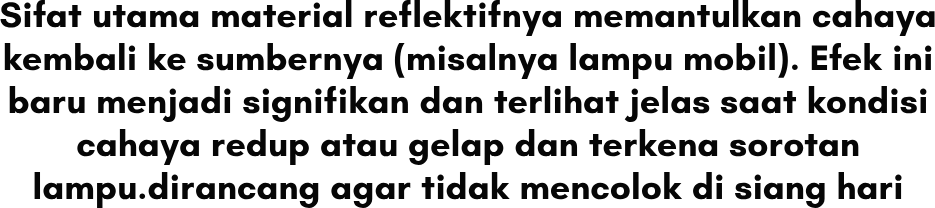 Sifat utama material reflektifnya memantulkan cahaya
kembali ke sumbernya (misalnya lampu mobil). Efek ini
baru menjadi signifikan dan terlihat jelas saat kondisi
cahaya redup atau gelap dan terkena sorotan
lampu.dirancang agar tidak mencolok di siang hari